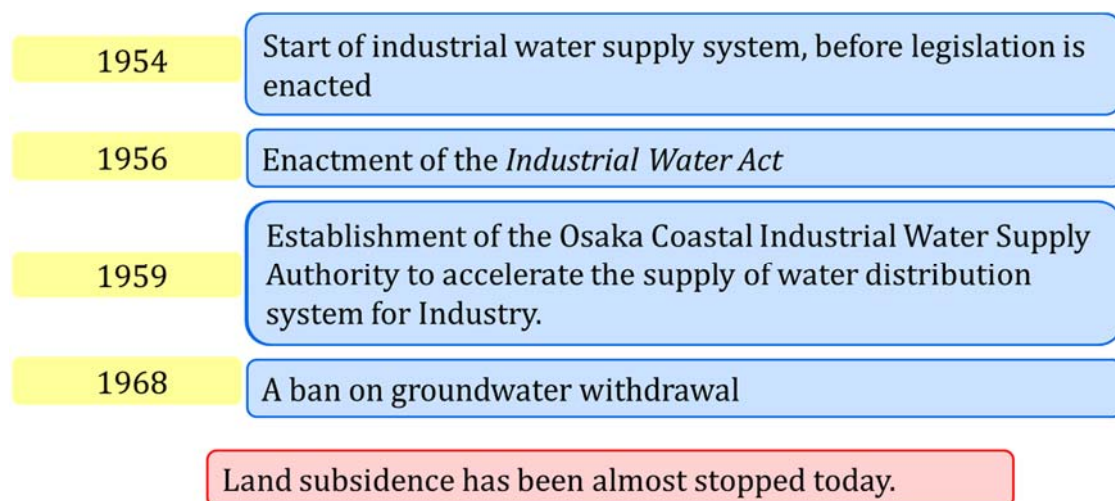 1954
Start of industrial water supply system, before legislation is
enacted
1956
Enactment of the Industrial Water Act
1959
Establishment of the Osaka Coastal Industrial Water Supply
Authority to accelerate the supply of water distribution
system for Industry.
1968
A ban on groundwater withdrawal
Land subsidence has been almost stopped today.